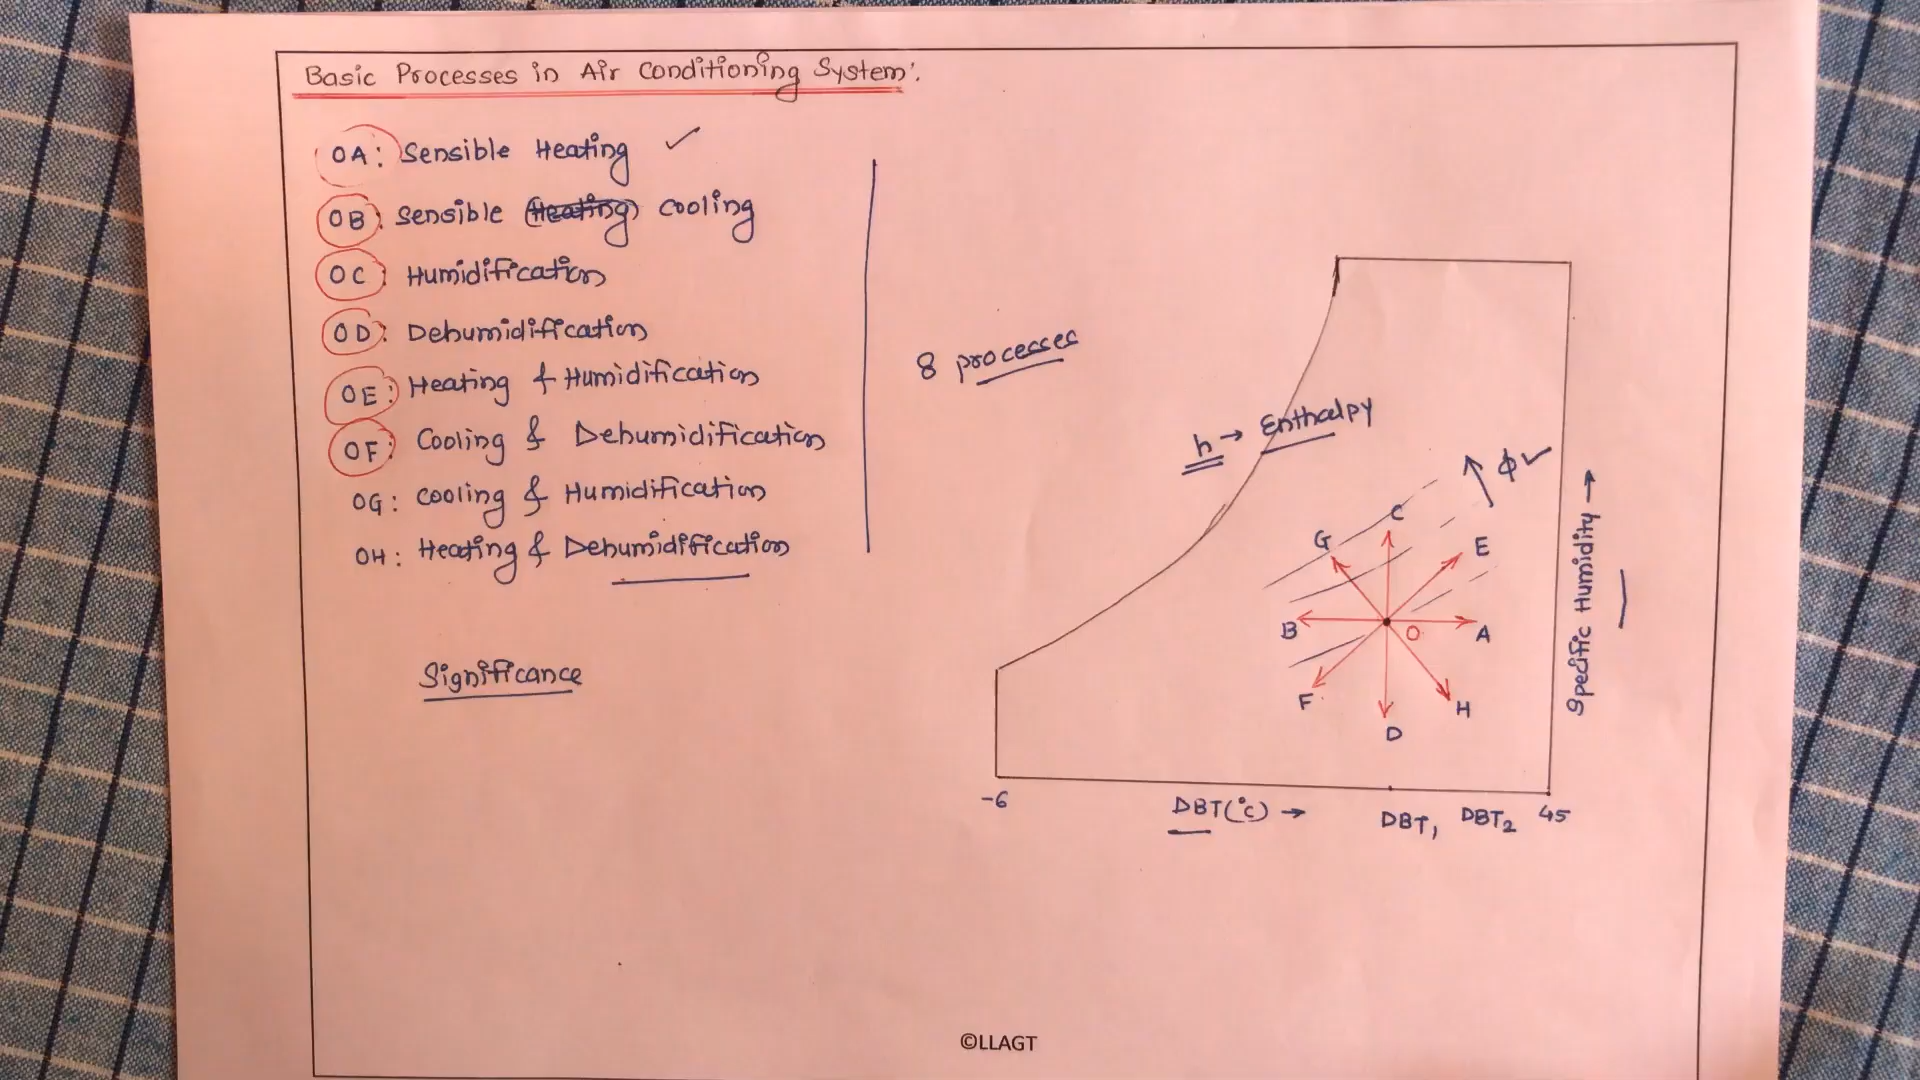 Basic Processes in Air Conditioning System:
OA: Sensible Heating ✓
OB: Sensible (Heating) cooling
OC: Humidification
OD: Dehumidification
OE: Heating & Humidification
OF: Cooling & Dehumidification
OG: Cooling & Humidification
OH: Heating & Dehumidification
Significance
8 processes
h → Enthalpy
ϕ ✓
C
G
E
B
O
A
F
H
D
Specific Humidity →
-6
DBT(°c) →
DBT1
DBT2
45
©LLAGT